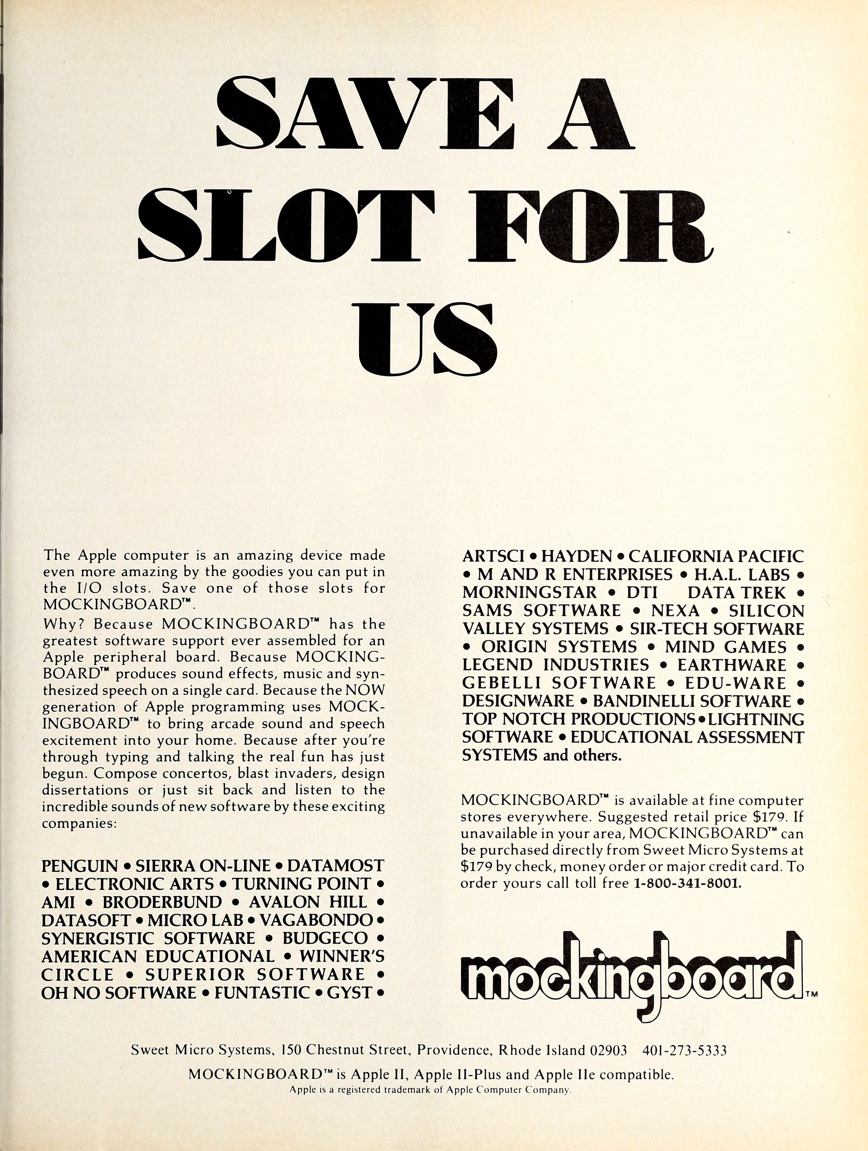 SAVE A
SLOT FOR
US
The Apple computer is an amazing device made
even more amazing by the goodies you can put in
the I/O slots. Save one of those slots for
MOCKINGBOARD™.
Why? Because MOCKINGBOARD™ has the
greatest software support ever assembled for an
Apple peripheral board. Because MOCKING-
BOARD™ produces sound effects, music and syn-
thesized speech on a single card. Because the NOW
generation of Apple programming uses MOCK-
INGBOARD™ to bring arcade sound and speech
excitement into your home. Because after you're
through typing and talking the real fun has just
begun. Compose concertos, blast invaders, design
dissertations or just sit back and listen to the
incredible sounds of new software by these exciting
companies:
PENGUIN • SIERRA ON-LINE • DATAMOST
• ELECTRONIC ARTS • TURNING POINT •
AMI • BRODERBUND • AVALON HILL •
DATASOFT • MICRO LAB • VAGABONDO •
SYNERGISTIC SOFTWARE • BUDGECO •
AMERICAN EDUCATIONAL • WINNER'S
CIRCLE • SUPERIOR SOFTWARE •
OH NO SOFTWARE • FUNTASTIC • GYST •
ARTSCI • HAYDEN • CALIFORNIA PACIFIC
• M AND R ENTERPRISES • H.A.L. LABS •
MORNINGSTAR • DTI DATA TREK •
SAMS SOFTWARE • NEXA • SILICON
VALLEY SYSTEMS • SIR-TECH SOFTWARE
• ORIGIN SYSTEMS • MIND GAMES •
LEGEND INDUSTRIES • EARTHWARE •
GEBELLI SOFTWARE • EDU-WARE •
DESIGNWARE • BANDINELLI SOFTWARE •
TOP NOTCH PRODUCTIONS • LIGHTNING
SOFTWARE • EDUCATIONAL ASSESSMENT
SYSTEMS and others.
MOCKINGBOARD™ is available at fine computer
stores everywhere. Suggested retail price $179. If
unavailable in your area, MOCKINGBOARD™ can
be purchased directly from Sweet Micro Systems at
$179 by check, money order or major credit card. To
order yours call toll free 1-800-341-8001.
mockingboard™
Sweet Micro Systems, 150 Chestnut Street, Providence, Rhode Island 02903 401-273-5333
MOCKINGBOARD™ is Apple II, Apple II-Plus and Apple IIe compatible.
Apple is a registered trademark of Apple Computer Company.